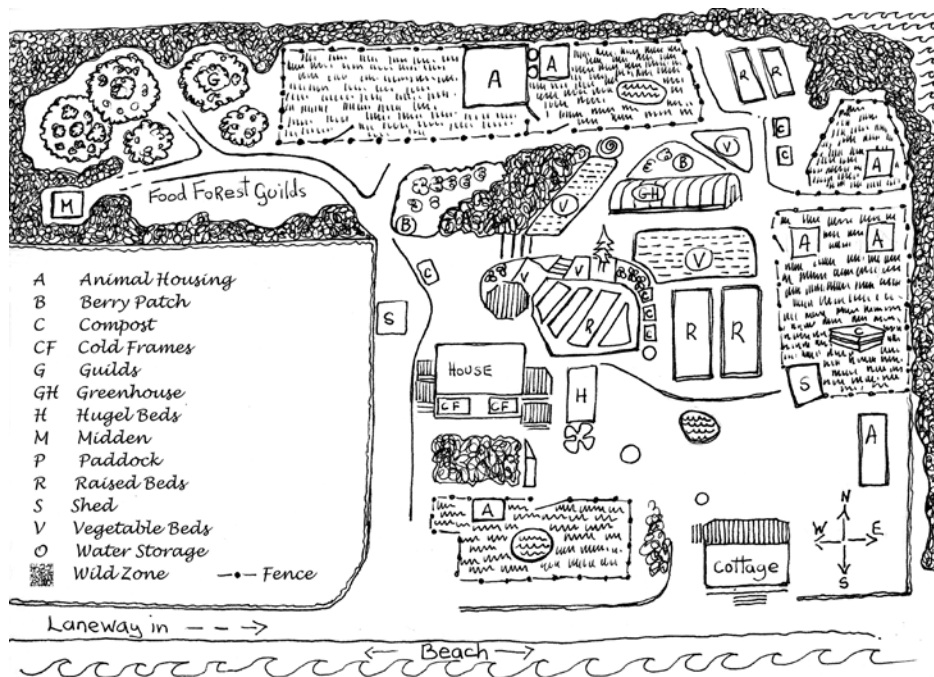 A
A
R
R
G
C
C
V
B
A
GH
Food Forest Guilds
M
B
V
A
A
V
C
V
V
S
R
C
C
C
R
R
C
HOUSE
CF
CF
H
S
A
A
N
W
E
S
Cottage
A Animal Housing
B Berry Patch
C Compost
CF Cold Frames
G Guilds
GH Greenhouse
H Hugel Beds
M Midden
P Paddock
R Raised Beds
S Shed
V Vegetable Beds
O Water Storage
Wild Zone
Fence
Laneway in
Beach